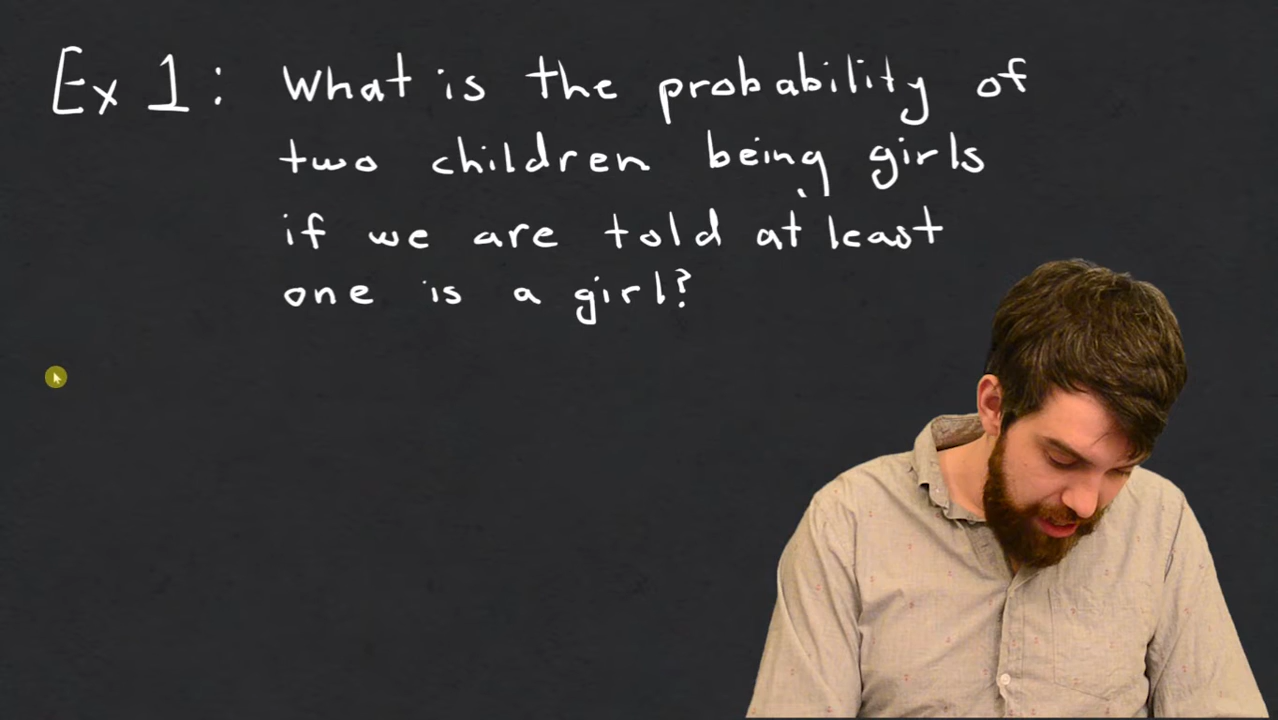 Ex 1: What is the probability of
two children being girls
if we are told at least
one is a girl?